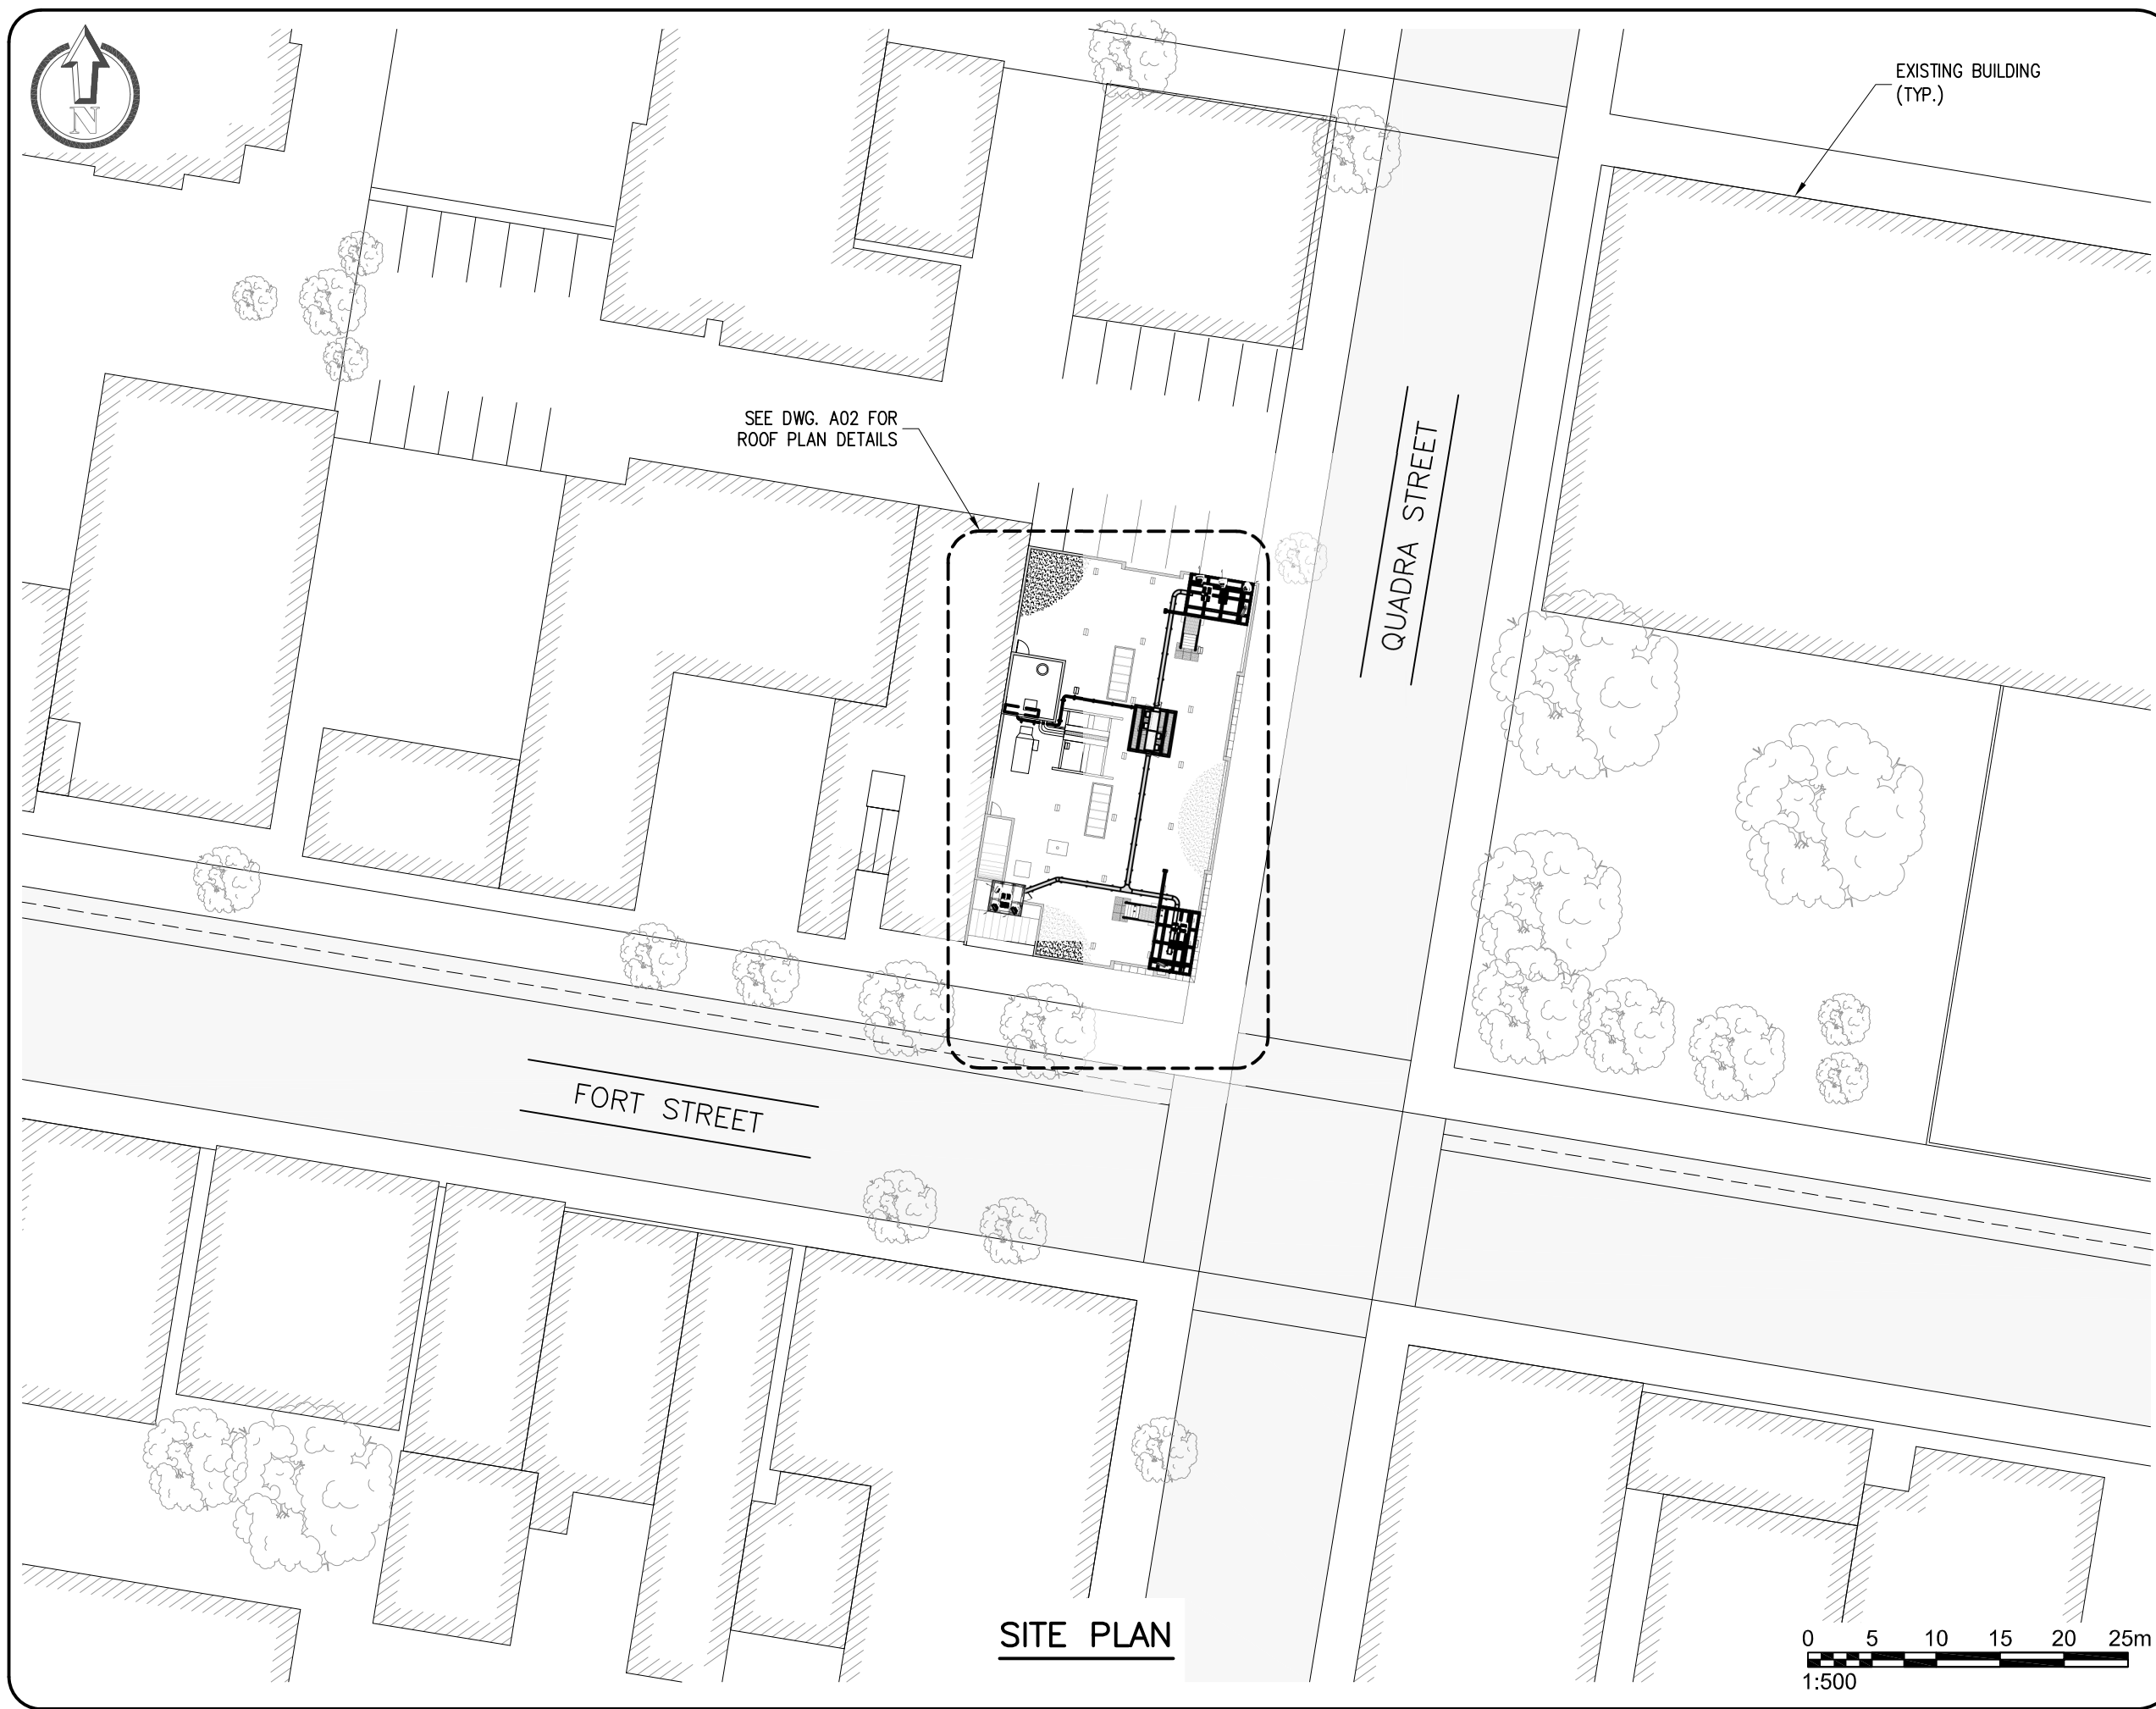 N
EXISTING BUILDING
(TYP.)
SEE DWG. A02 FOR
ROOF PLAN DETAILS
QUADRA STREET
FORT STREET
SITE PLAN
0 5 10 15 20 25m
1:500